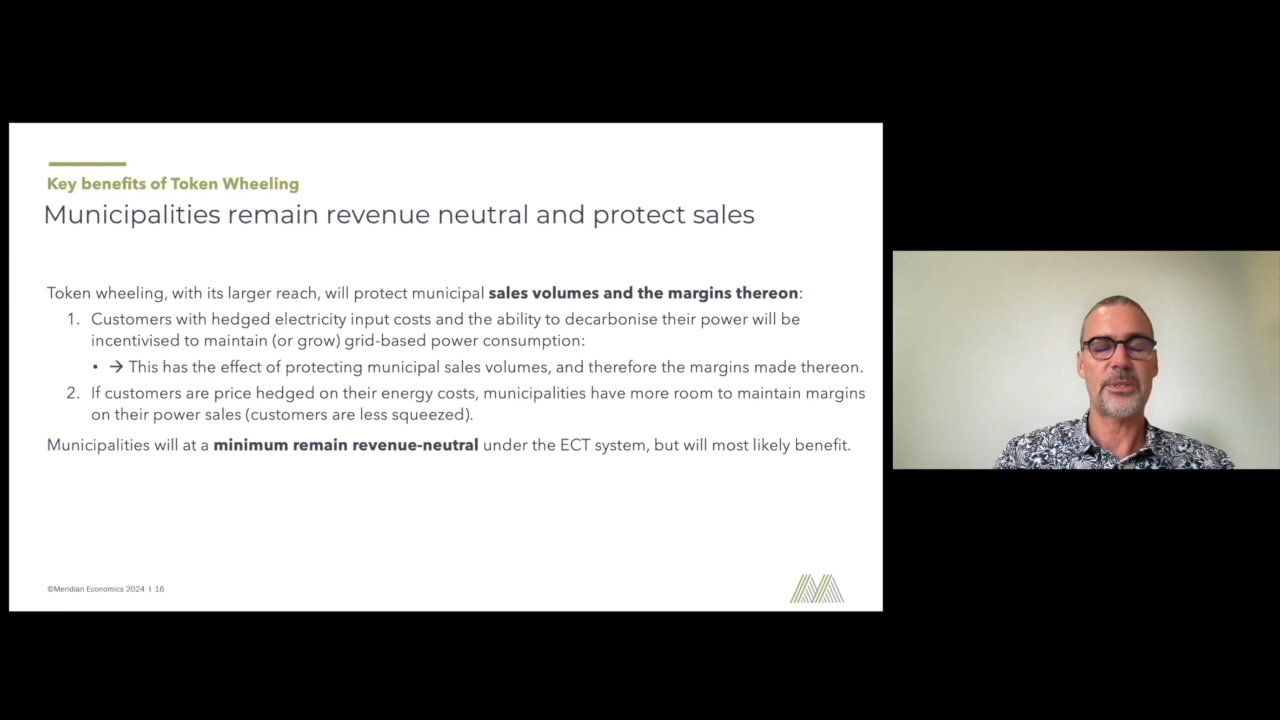 Key benefits of Token Wheeling
Municipalities remain revenue neutral and protect sales
Token wheeling, with its larger reach, will protect municipal sales volumes and the margins thereon:
1. Customers with hedged electricity input costs and the ability to decarbonise their power will be
incentivised to maintain (or grow) grid-based power consumption:
• → This has the effect of protecting municipal sales volumes, and therefore the margins made thereon.
2. If customers are price hedged on their energy costs, municipalities have more room to maintain margins
on their power sales (customers are less squeezed).
Municipalities will at a minimum remain revenue-neutral under the ECT system, but will most likely benefit.
©Meridian Economics 2024 I 16